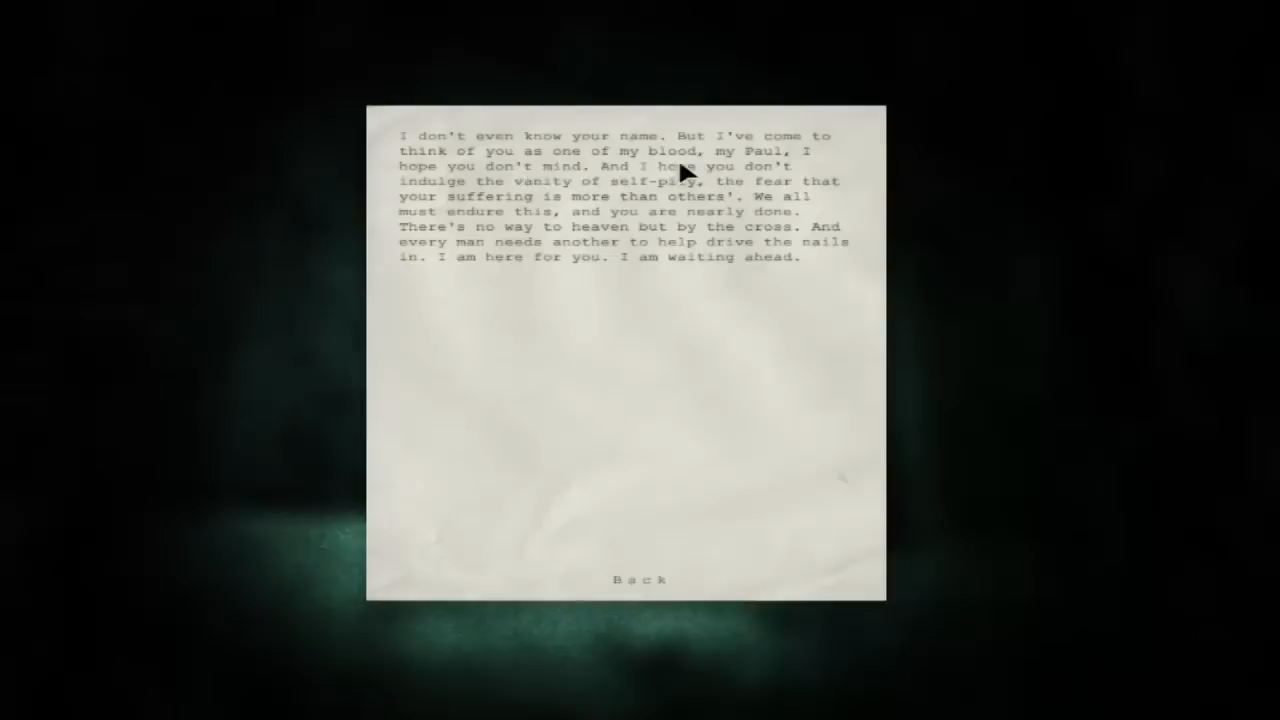 I don't even know your name. But I've come to
think of you as one of my blood, my Paul, I
hope you don't mind. And I hope you don't
indulge the vanity of self-pity, the fear that
your suffering is more than others'. We all
must endure this, and you are nearly done.
There's no way to heaven but by the cross. And
every man needs another to help drive the nails
in. I am here for you. I am waiting ahead.
Back